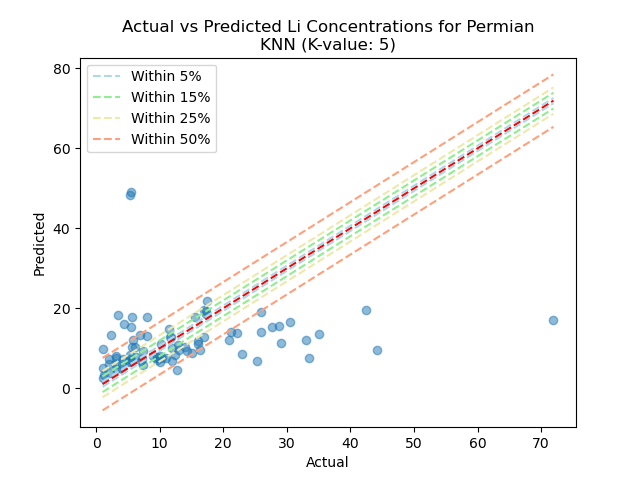 Actual vs Predicted Li Concentrations for Permian
KNN (K-value: 5)
Within 5%
Within 15%
Within 25%
Within 50%
80
60
40
20
0
Predicted
0 10 20 30 40 50 60 70
Actual